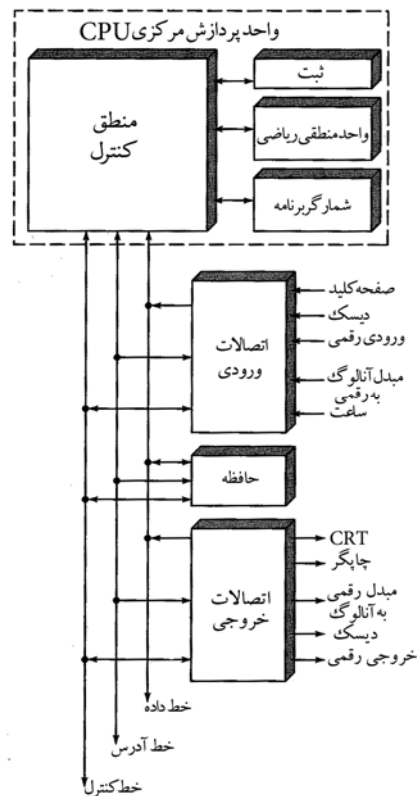 واحد پردازش مرکزی CPU
منطق
کنترل
ثبت
واحد منطقی ریاضی
شمارگر برنامه
صفحه کلید
دیسک
ورودی رقمی
مبدل آنالوگ
به رقمی
ساعت
اتصالات
ورودی
حافظه
اتصالات
خروجی
CRT
چاپگر
مبدل رقمی
به آنالوگ
دیسک
خروجی رقمی
خط داده
خط آدرس
خط کنترل